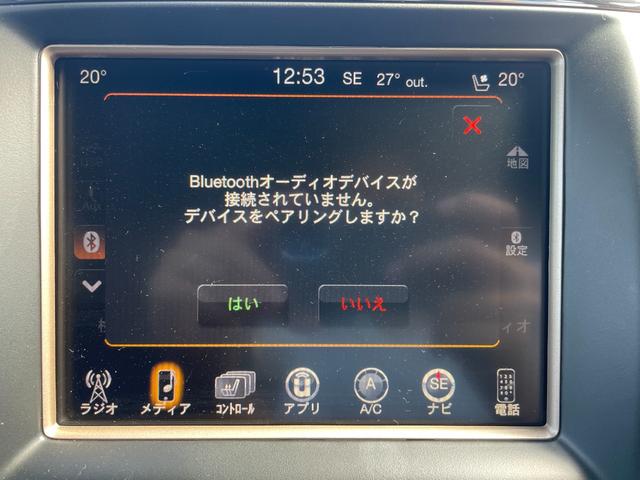 20° 12:53 SE 27° out. 20°
Bluetoothオーディオデバイスが
接続されていません。
デバイスをペアリングしますか？
地図
設定
はい いいえ
ラジオ メディア コントロール アプリ A A/C SE ナビ 電話